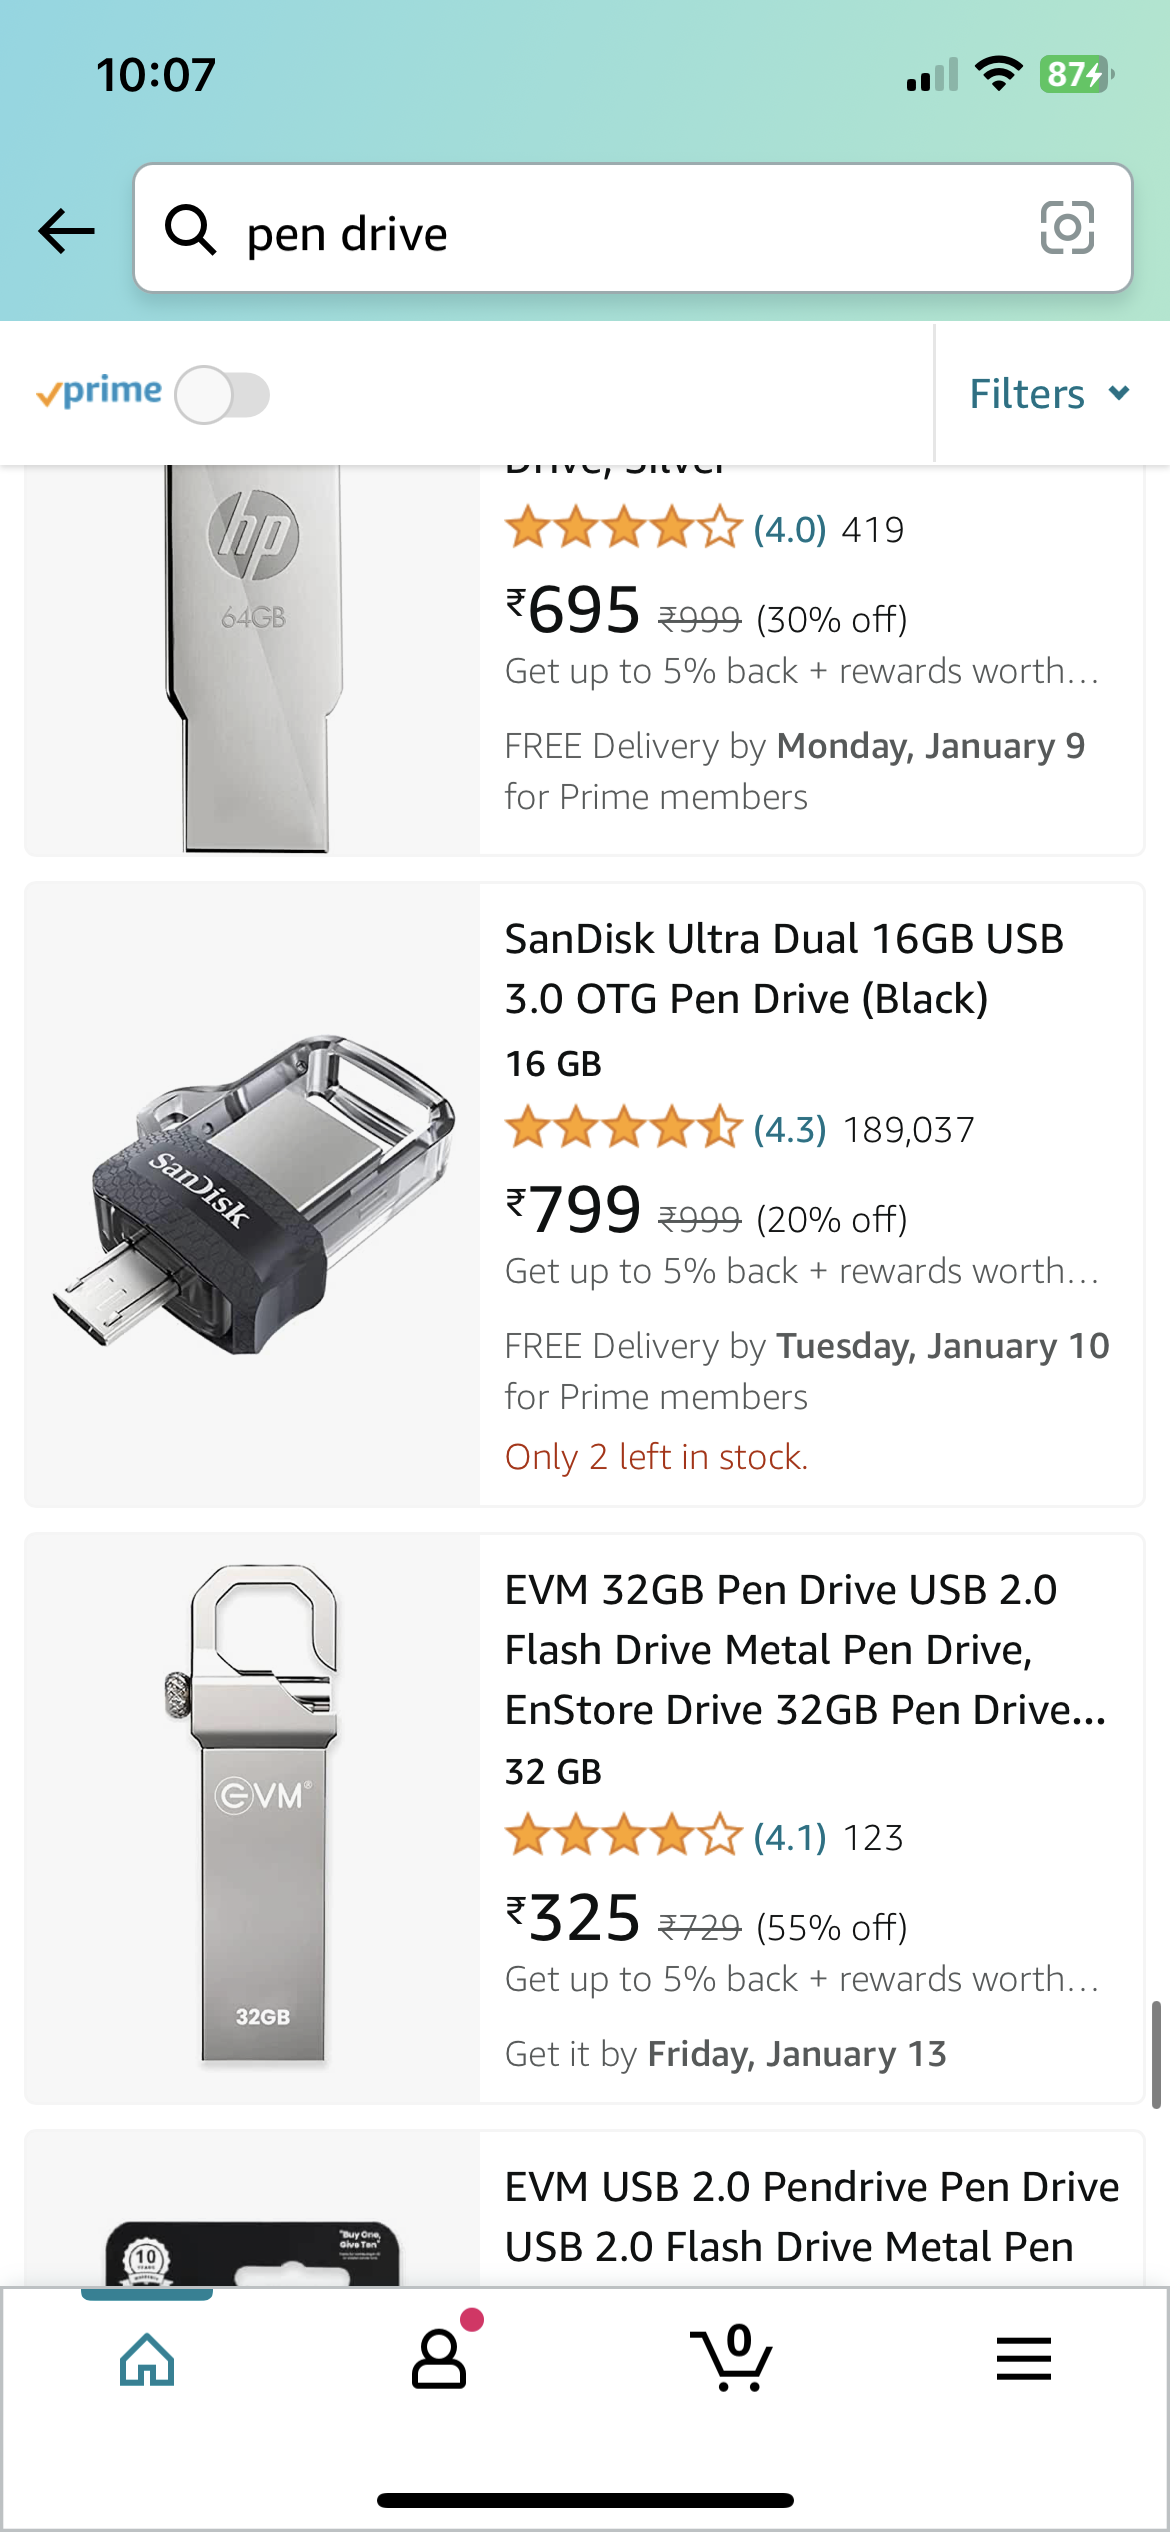 10:07
87
pen drive
prime
Filters
Drive, Silver
hp
64GB
(4.0) 419
₹695 ₹999 (30% off)
Get up to 5% back + rewards worth...
FREE Delivery by Monday, January 9
for Prime members
SanDisk
SanDisk Ultra Dual 16GB USB
3.0 OTG Pen Drive (Black)
16 GB
(4.3) 189,037
₹799 ₹999 (20% off)
Get up to 5% back + rewards worth...
FREE Delivery by Tuesday, January 10
for Prime members
Only 2 left in stock.
EVM®
32GB
EVM 32GB Pen Drive USB 2.0
Flash Drive Metal Pen Drive,
EnStore Drive 32GB Pen Drive...
32 GB
(4.1) 123
₹325 ₹729 (55% off)
Get up to 5% back + rewards worth...
Get it by Friday, January 13
10
"Buy One,
Give Ten"
EVM USB 2.0 Pendrive Pen Drive
USB 2.0 Flash Drive Metal Pen
0